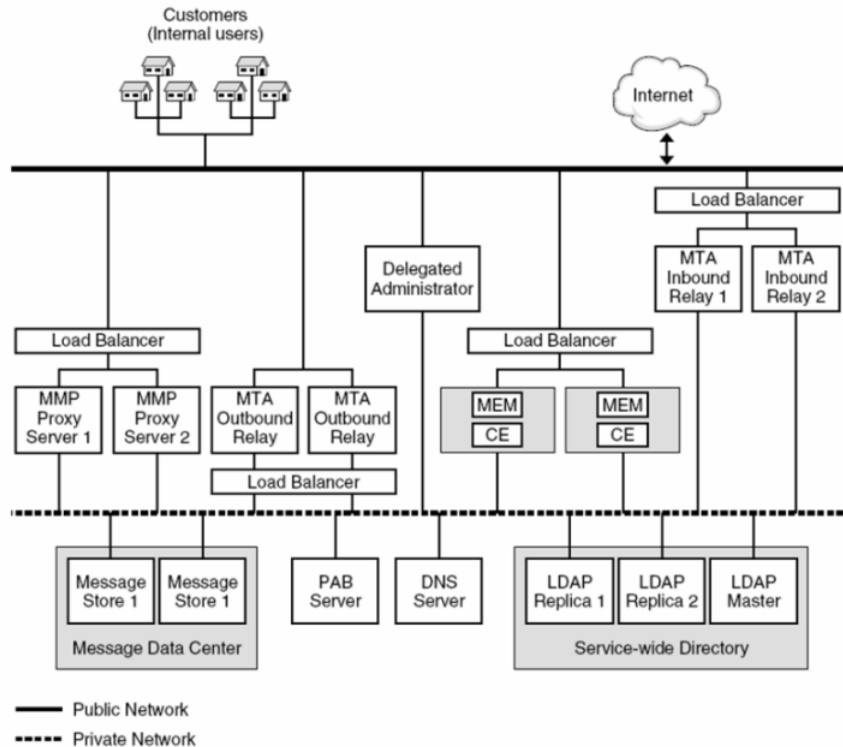 Customers
(Internal users)
Internet
Load Balancer
MTA
Inbound
Relay 1
MTA
Inbound
Relay 2
Delegated
Administrator
Load Balancer
Load Balancer
MMP
Proxy
Server 1
MMP
Proxy
Server 2
MTA
Outbound
Relay
MTA
Outbound
Relay
MEM
CE
MEM
CE
Load Balancer
Message
Store 1
Message
Store 1
Message Data Center
PAB
Server
DNS
Server
LDAP
Replica 1
LDAP
Replica 2
LDAP
Master
Service-wide Directory
Public Network
Private Network